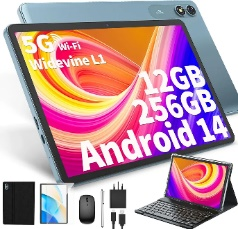 5G Wi-Fi
Widevine L1
12GB
256GB
Android 14